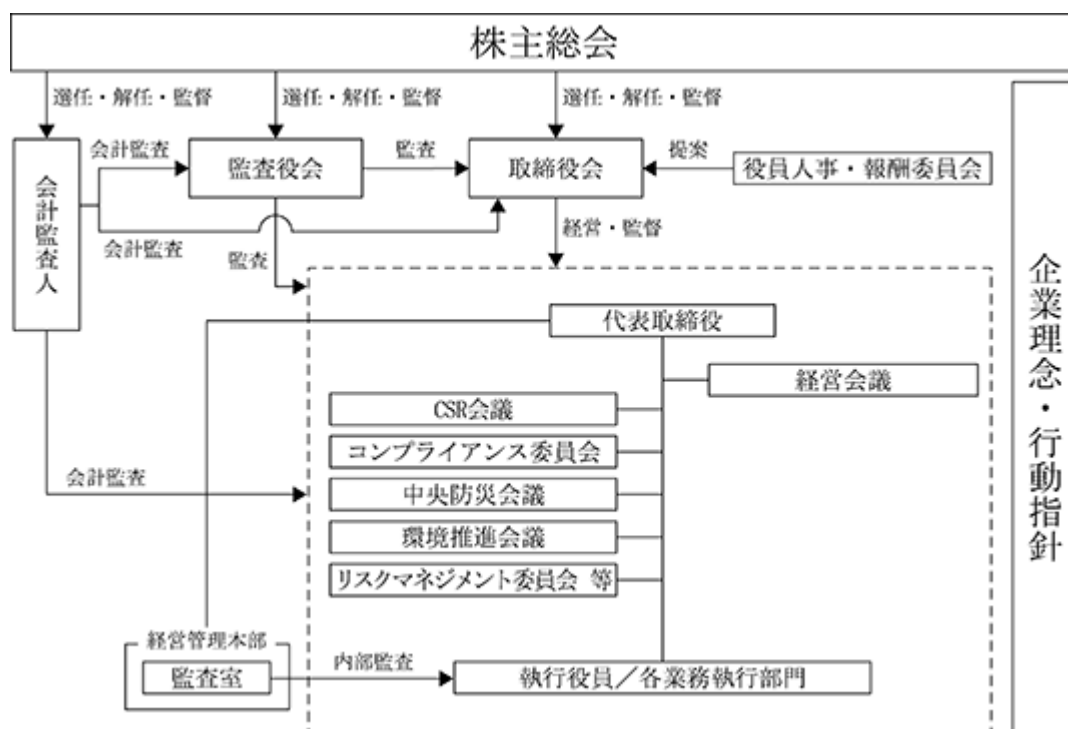 株主総会
選任・解任・監督
選任・解任・監督
選任・解任・監督
会計監査人
会計監査
監査役会
監査
取締役会
提案
役員人事・報酬委員会
会計監査
監査
経営・監督
企業理念・行動指針
代表取締役
経営会議
CSR会議
コンプライアンス委員会
会計監査
中央防災会議
環境推進会議
リスクマネジメント委員会 等
経営管理本部
監査室
内部監査
執行役員/各業務執行部門